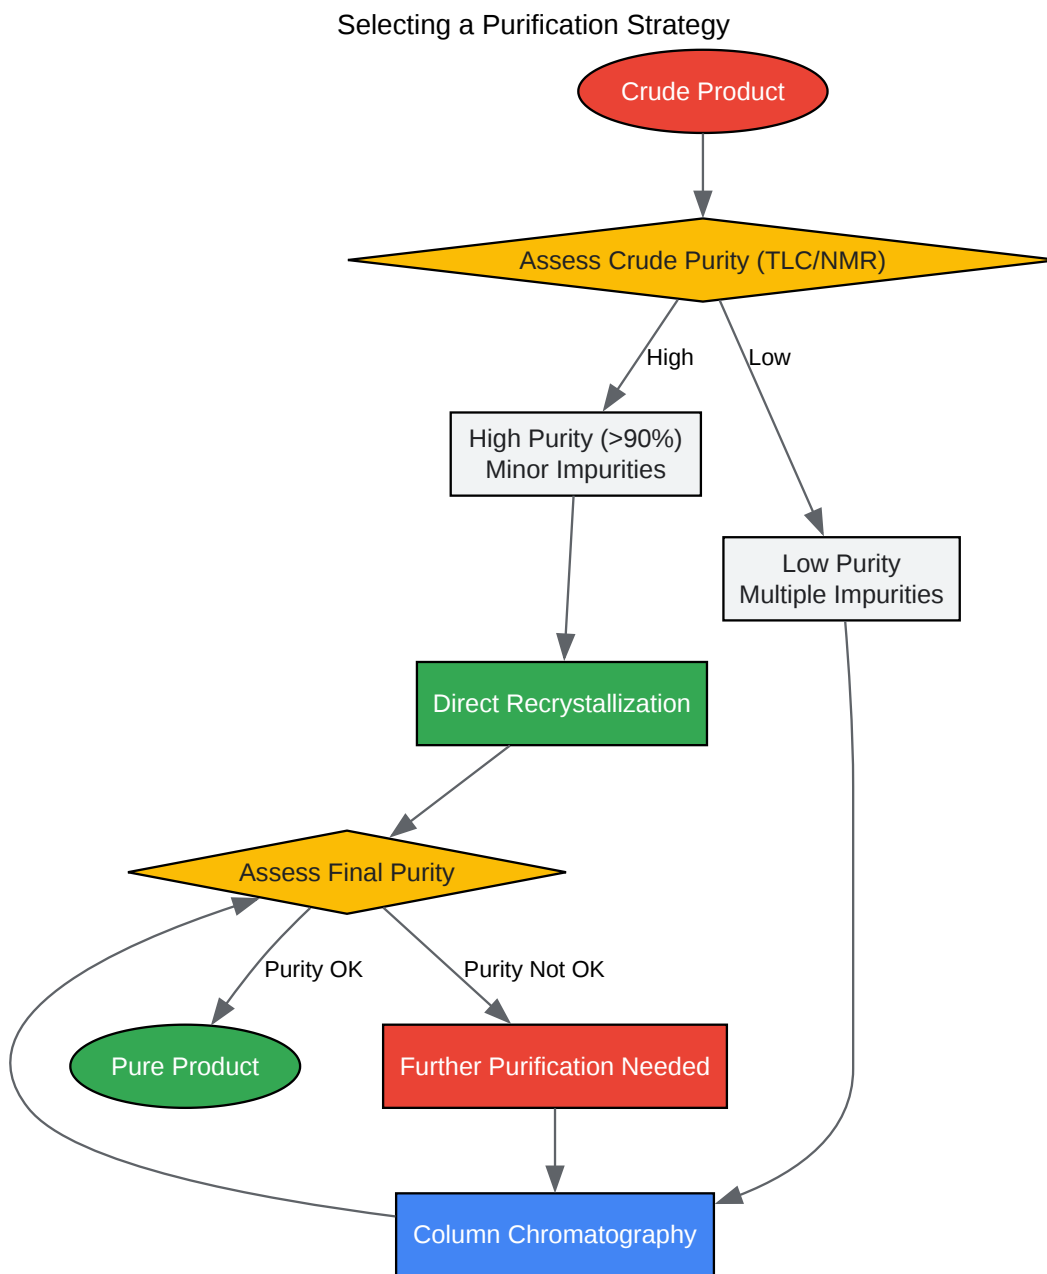 Selecting a Purification Strategy
Crude Product
Assess Crude Purity (TLC/NMR)
High
Low
High Purity (>90%)
Minor Impurities
Low Purity
Multiple Impurities
Direct Recrystallization
Assess Final Purity
Purity OK
Purity Not OK
Pure Product
Further Purification Needed
Column Chromatography